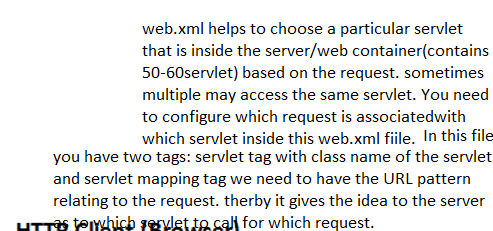 web.xml helps to choose a particular servlet
that is inside the server/web container(contains
50-60servlet) based on the request. sometimes
multiple may access the same servlet. You need
to configure which request is associatedwith
which servlet inside this web.xml fiile. In this file
you have two tags: servlet tag with class name of the servlet
and servlet mapping tag we need to have the URL pattern
relating to the request. therby it gives the idea to the server
as to which servlet to call for which request.
HTTP Client (Browser)